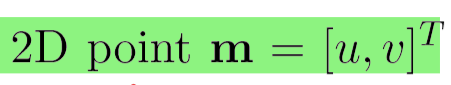 2D point m = [u, v]^T